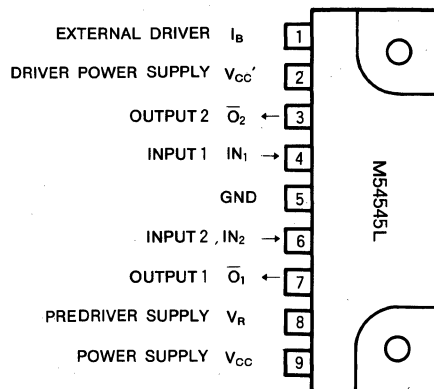 EXTERNAL DRIVER I_B 1
DRIVER POWER SUPPLY V_CC' 2
OUTPUT 2 O̅₂ ← 3
INPUT 1 IN₁ → 4
GND 5
INPUT 2, IN₂ → 6
OUTPUT 1 O̅₁ ← 7
PREDRIVER SUPPLY V_R 8
POWER SUPPLY V_CC 9
M54545L